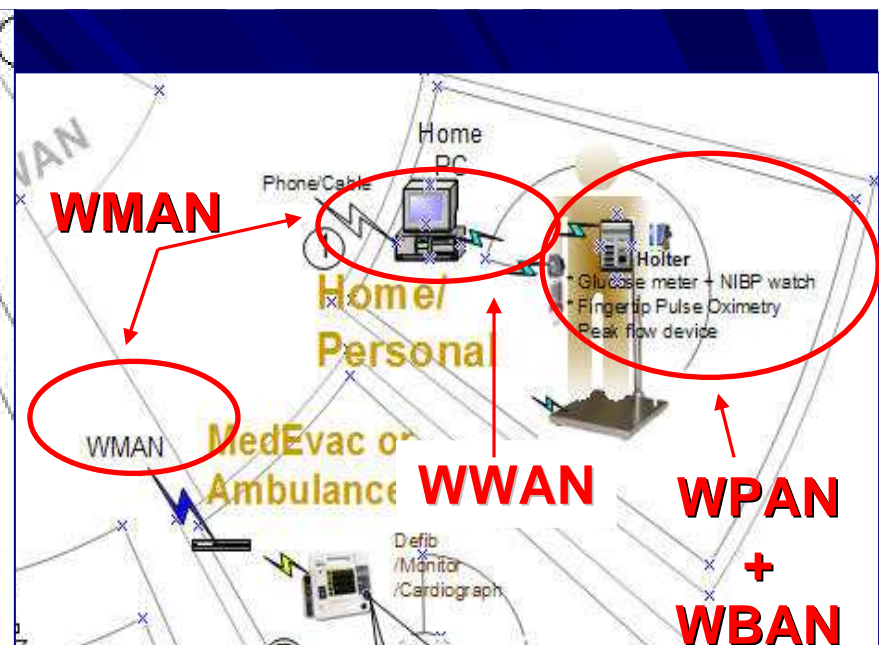 WAN
Home
PC
Phone/Cable
WMAN
1
Holter
Glucose meter + NIBP watch
Fingertip Pulse Oximetry
Peak flow device
Home/
Personal
WMAN
MedEvac or
Ambulance
WWAN
WPAN
+
WBAN
Defib
/Monitor
/Cardiograph